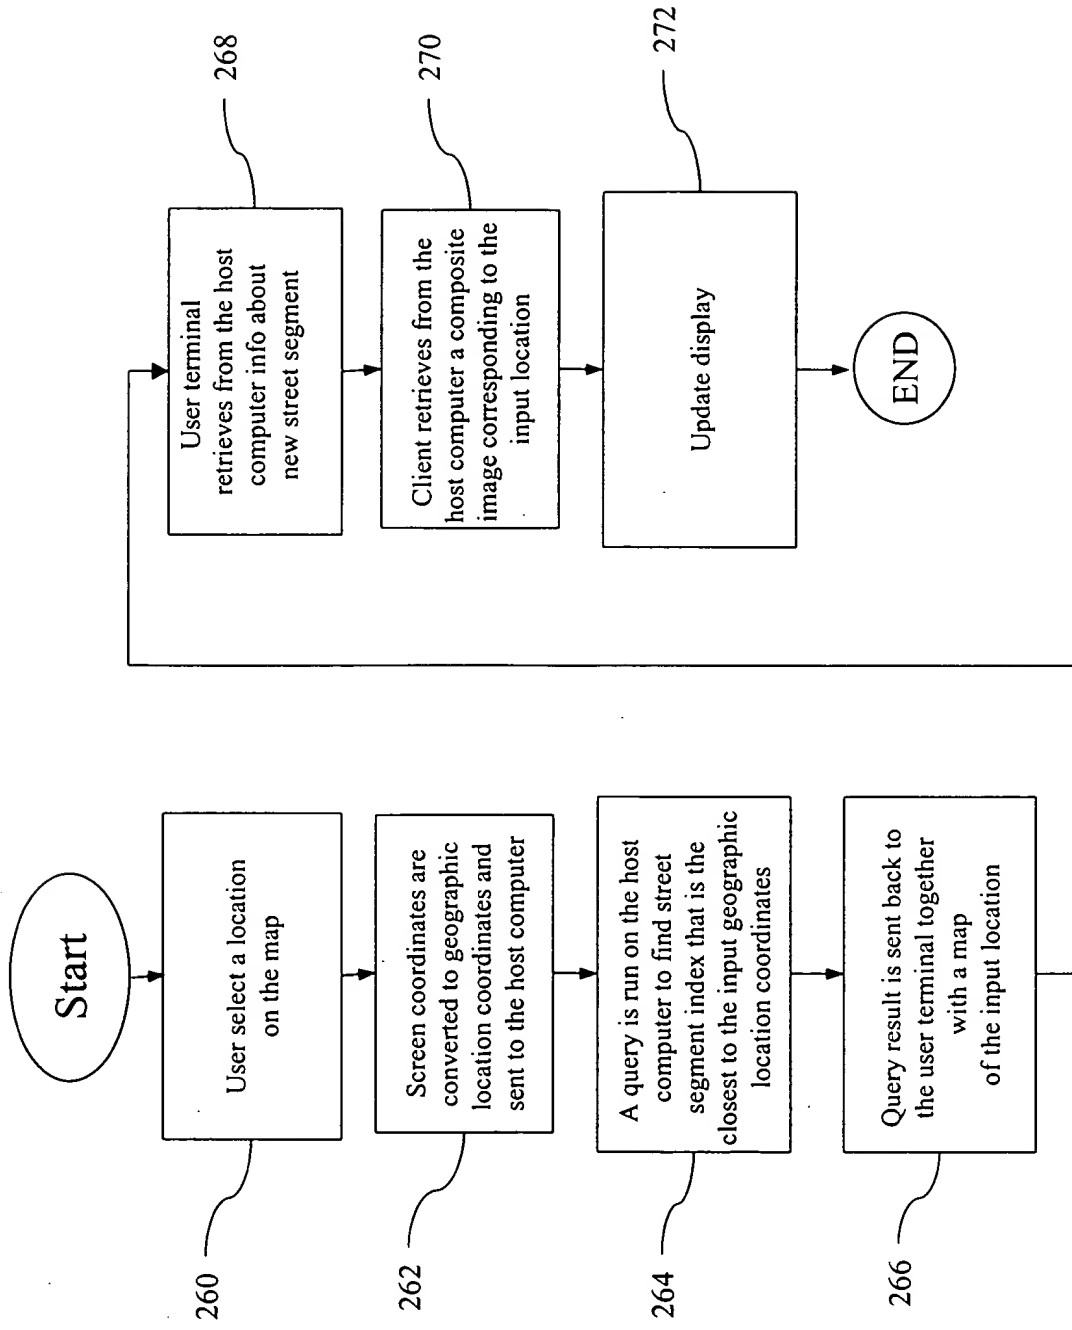 Start
260
User select a location
on the map
262
Screen coordinates are
converted to geographic
location coordinates and
sent to the host computer
264
A query is run on the host
computer to find street
segment index that is the
closest to the input geographic
location coordinates
266
Query result is sent back to
the user terminal together
with a map
of the input location
268
User terminal
retrieves from the host
computer info about
new street segment
270
Client retrieves from the
host computer a composite
image corresponding to the
input location
272
Update display
END